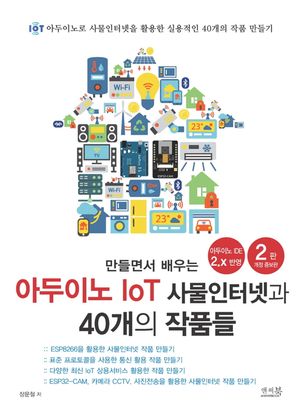 IoT 아두이노로 사물인터넷을 활용한 실용적인 40개의 작품 만들기
Wi-Fi
Wi-Fi
23°
23°
만들면서 배우는
아두이노 IDE
2.x 반영
2 판
개정 증보판
아두이노 IoT 사물인터넷과
40개의 작품들
:: ESP8266을 활용한 사물인터넷 작품 만들기
:: 표준 프로토콜을 사용한 통신 활용 작품 만들기
:: 다양한 최신 IoT 상용서비스 활용한 작품 만들기
:: ESP32-CAM, 카메라 CCTV, 사진전송을 활용한 사물인터넷 작품 만들기
장문철 저
앤써북